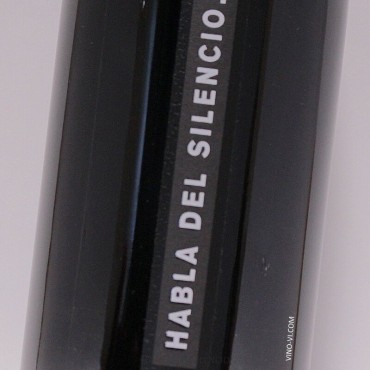 HABLA DEL SILENCIO.
VINO-VI.COM